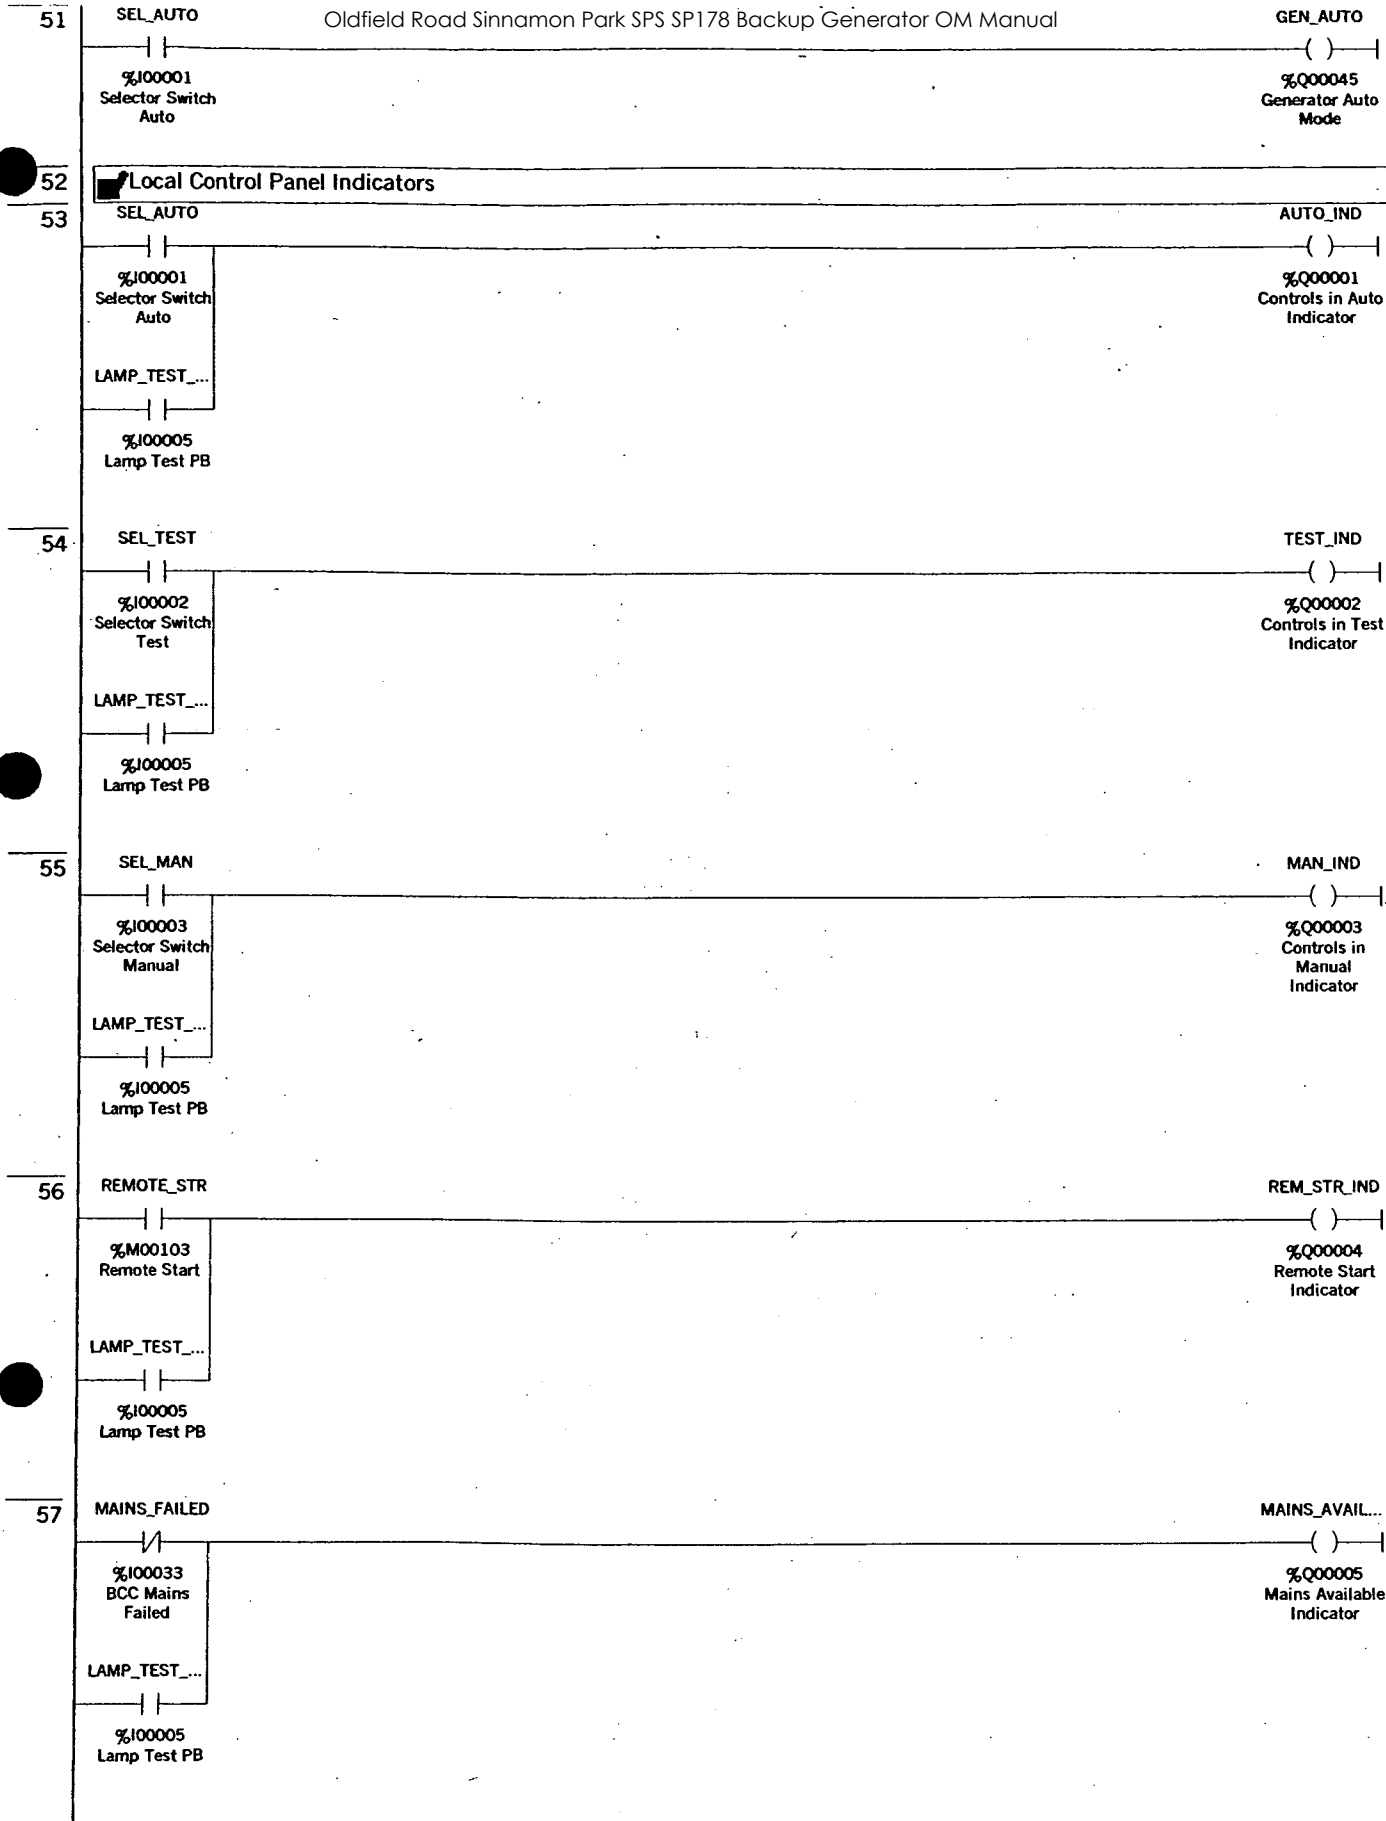 Oldfield Road Sinnamon Park SPS SP178 Backup Generator OM Manual
51
SEL_AUTO
GEN_AUTO
%I00001
Selector Switch
Auto
%Q00045
Generator Auto
Mode
52
Local Control Panel Indicators
53
SEL_AUTO
AUTO_IND
%I00001
Selector Switch
Auto
%Q00001
Controls in Auto
Indicator
LAMP_TEST_...
%I00005
Lamp Test PB
54
SEL_TEST
TEST_IND
%I00002
Selector Switch
Test
%Q00002
Controls in Test
Indicator
LAMP_TEST_...
%I00005
Lamp Test PB
55
SEL_MAN
MAN_IND
%I00003
Selector Switch
Manual
%Q00003
Controls in
Manual
Indicator
LAMP_TEST_...
%I00005
Lamp Test PB
56
REMOTE_STR
REM_STR_IND
%M00103
Remote Start
%Q00004
Remote Start
Indicator
LAMP_TEST_...
%I00005
Lamp Test PB
57
MAINS_FAILED
MAINS_AVAIL...
%I00033
BCC Mains
Failed
%Q00005
Mains Available
Indicator
LAMP_TEST_...
%I00005
Lamp Test PB